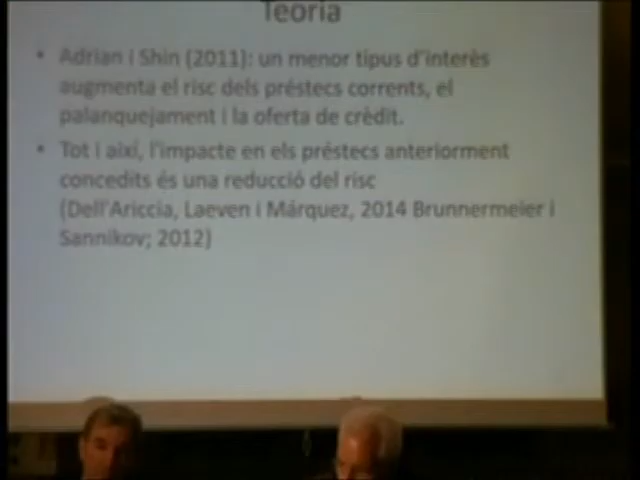 Teoria
• Adrian i Shin (2011): un menor tipus d'interès
augmenta el risc dels préstecs corrents, el
palanquejament i la oferta de crèdit.
• Tot i així, l'impacte en els préstecs anteriorment
concedits és una reducció del risc
(Dell'Ariccia, Laeven i Márquez, 2014 Brunnermeier i
Sannikov; 2012)